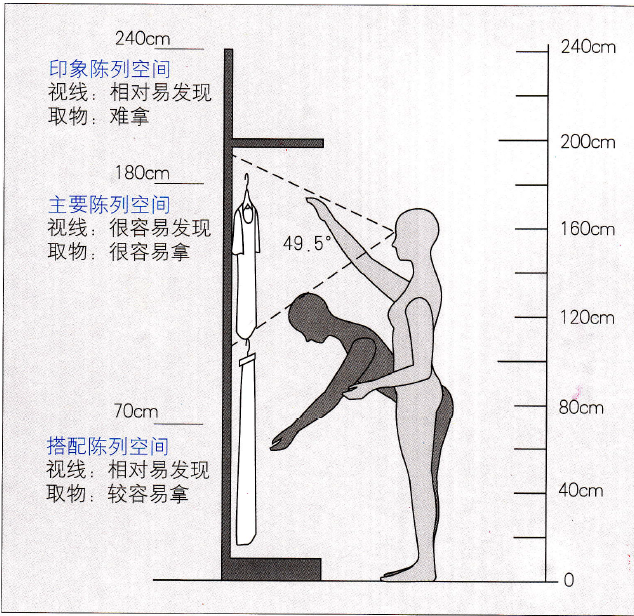 240cm
印象陈列空间
视线：相对易发现
取物：难拿
180cm
主要陈列空间
视线：很容易发现
取物：很容易拿
70cm
搭配陈列空间
视线：相对易发现
取物：较容易拿
49.5°
240cm
200cm
160cm
120cm
80cm
40cm
0